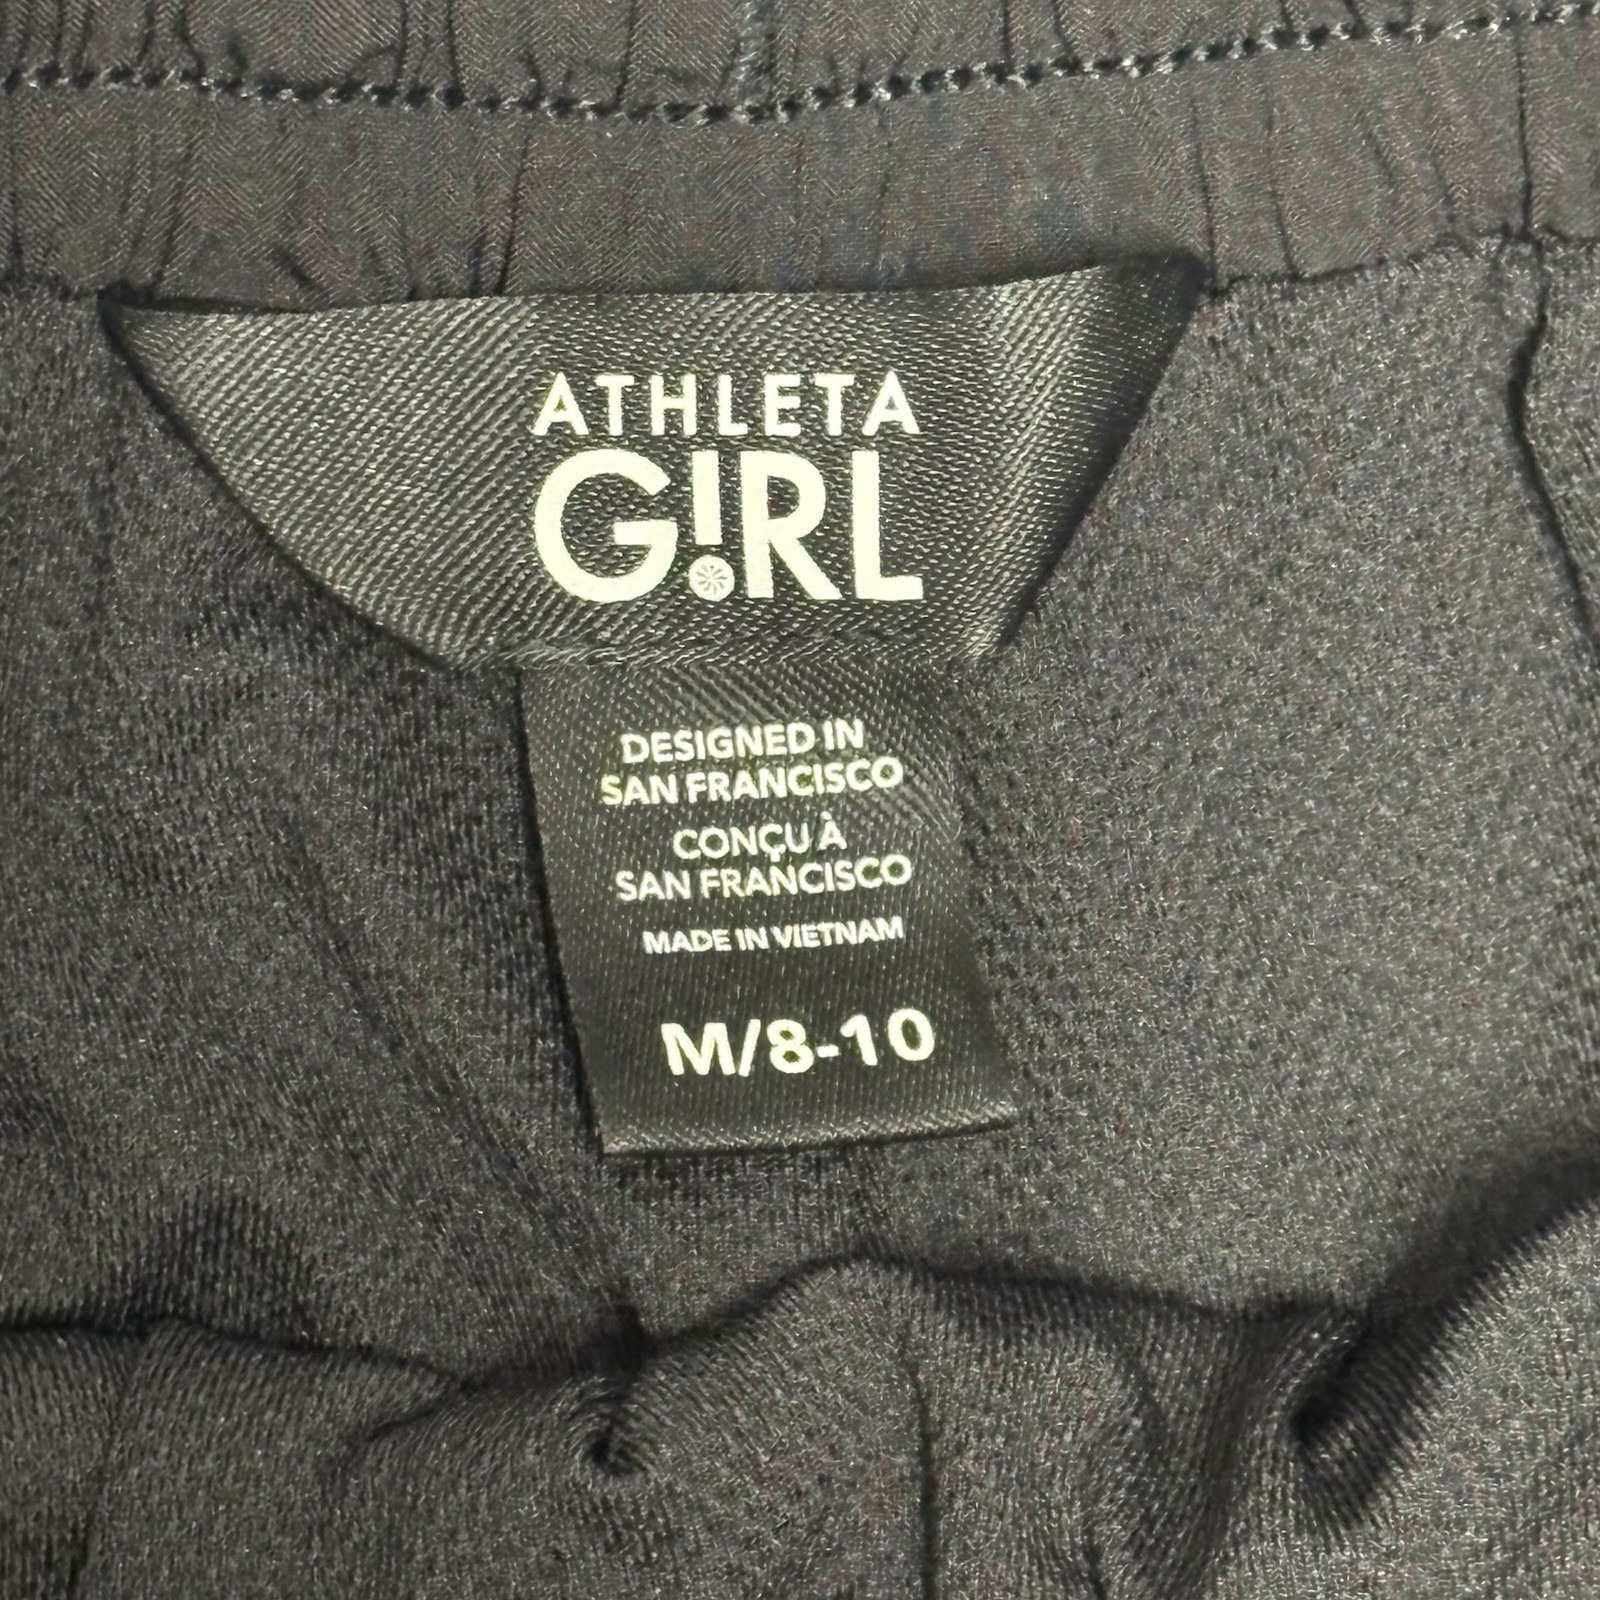 ATHLETA
G!RL
DESIGNED IN
SAN FRANCISCO
CONÇU À
SAN FRANCISCO
MADE IN VIETNAM
M/8-10